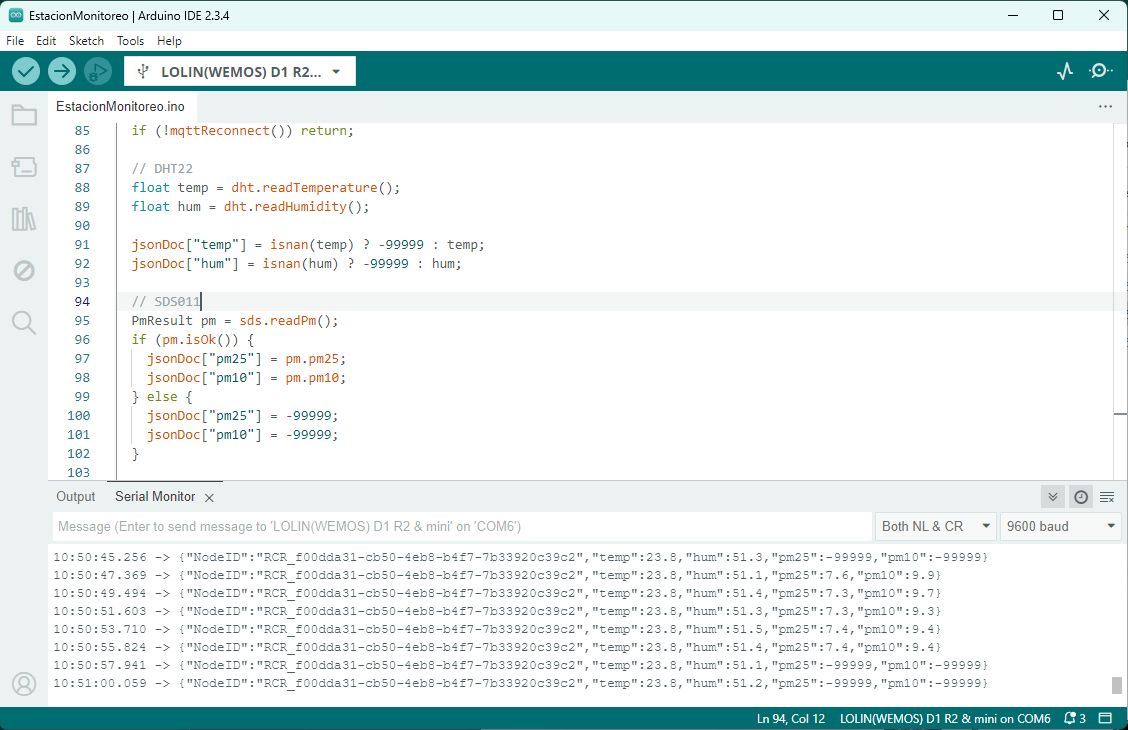 EstacionMonitoreo | Arduino IDE 2.3.4
File Edit Sketch Tools Help
LOLIN(WEMOS) D1 R2...
EstacionMonitoreo.ino
85 if (!mqttReconnect()) return;
86
87 // DHT22
88 float temp = dht.readTemperature();
89 float hum = dht.readHumidity();
90
91 jsonDoc["temp"] = isnan(temp) ? -99999 : temp;
92 jsonDoc["hum"] = isnan(hum) ? -99999 : hum;
93
94 // SDS011
95 PmResult pm = sds.readPm();
96 if (pm.isOk()) {
97 jsonDoc["pm25"] = pm.pm25;
98 jsonDoc["pm10"] = pm.pm10;
99 } else {
100 jsonDoc["pm25"] = -99999;
101 jsonDoc["pm10"] = -99999;
102 }
103
Output Serial Monitor
Message (Enter to send message to 'LOLIN(WEMOS) D1 R2 & mini' on 'COM6') Both NL & CR 9600 baud
10:50:45.256 -> {"NodeID":"RCR_f00dda31-cb50-4eb8-b4f7-7b33920c39c2","temp":23.8,"hum":51.3,"pm25":-99999,"pm10":-99999}
10:50:47.369 -> {"NodeID":"RCR_f00dda31-cb50-4eb8-b4f7-7b33920c39c2","temp":23.8,"hum":51.1,"pm25":7.6,"pm10":9.9}
10:50:49.494 -> {"NodeID":"RCR_f00dda31-cb50-4eb8-b4f7-7b33920c39c2","temp":23.8,"hum":51.4,"pm25":7.3,"pm10":9.7}
10:50:51.603 -> {"NodeID":"RCR_f00dda31-cb50-4eb8-b4f7-7b33920c39c2","temp":23.8,"hum":51.3,"pm25":7.3,"pm10":9.3}
10:50:53.710 -> {"NodeID":"RCR_f00dda31-cb50-4eb8-b4f7-7b33920c39c2","temp":23.8,"hum":51.5,"pm25":7.4,"pm10":9.4}
10:50:55.824 -> {"NodeID":"RCR_f00dda31-cb50-4eb8-b4f7-7b33920c39c2","temp":23.8,"hum":51.4,"pm25":7.4,"pm10":9.4}
10:50:57.941 -> {"NodeID":"RCR_f00dda31-cb50-4eb8-b4f7-7b33920c39c2","temp":23.8,"hum":51.1,"pm25":-99999,"pm10":-99999}
10:51:00.059 -> {"NodeID":"RCR_f00dda31-cb50-4eb8-b4f7-7b33920c39c2","temp":23.8,"hum":51.2,"pm25":-99999,"pm10":-99999}
Ln 94, Col 12 LOLIN(WEMOS) D1 R2 & mini on COM6 3